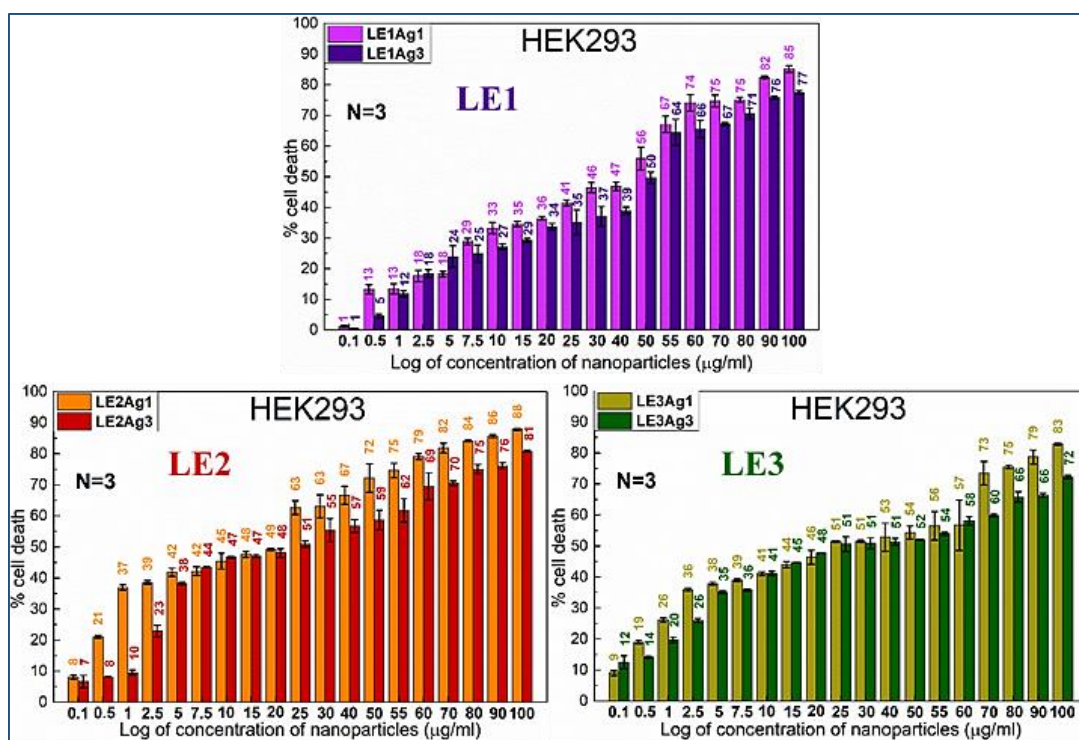 HEK293
LE1Ag1
LE1Ag3
LE1
N=3
% cell death
100
90
80
70
60
50
40
30
20
10
0
1 13 13 18 18 29 33 35 36 41 46 47 56 67 74 75 75 82 85
1 5 12 18 24 25 27 29 34 35 37 39 50 64 66 67 71 76 77
0.1 0.5 1 2.5 5 7.5 10 15 20 25 30 40 50 55 60 70 80 90 100
Log of concentration of nanoparticles (μg/ml)
HEK293
LE2Ag1
LE2Ag3
LE2
N=3
% cell death
100
90
80
70
60
50
40
30
20
10
0
8 21 37 39 42 42 45 48 49 63 63 67 72 75 79 82 84 86 88
7 8 10 23 38 44 47 47 48 51 55 57 59 62 69 70 75 76 81
0.1 0.5 1 2.5 5 7.5 10 15 20 25 30 40 50 55 60 70 80 90 100
Log of concentration of nanoparticles (μg/ml)
HEK293
LE3Ag1
LE3Ag3
LE3
N=3
% cell death
100
90
80
70
60
50
40
30
20
10
0
9 19 26 36 38 39 41 44 46 51 51 53 54 56 57 73 75 79 83
12 14 20 26 35 36 41 45 48 51 51 51 52 54 58 60 66 66 72
0.1 0.5 1 2.5 5 7.5 10 15 20 25 30 40 50 55 60 70 80 90 100
Log of concentration of nanoparticles (μg/ml)